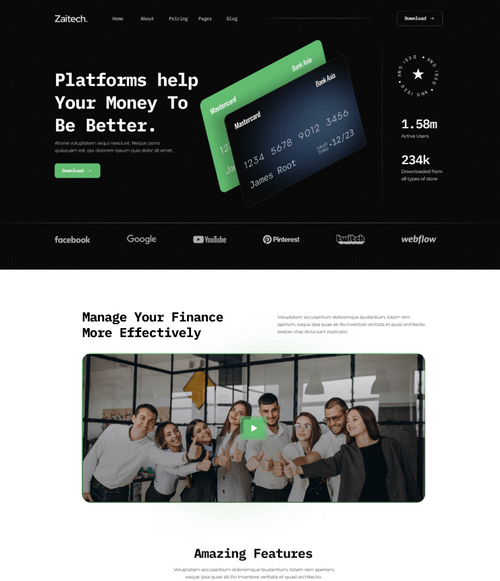 Zaitech.
Home About Pricing Pages Blog
Download →
Platforms help
Your Money To
Be Better.
Atione voluptatem sequi nesciunt. Neque porro
quisquam est, qui dolorem ipsum quia dolor sit amet.
Download →
Mastercard
Bank Asia
Mastercard
Bank Asia
1234 5678 9012 3456
VALID THRU 12/23
James Root
1.58m
Active Users
234k
Downloaded from
all types of store
facebook
Google
YouTube
Pinterest
twitch
webflow
Manage Your Finance
More Effectively
Voluptatem accusantium doloremque laudantium, totam rem
aperiam, eaque ipsa quae ab illo inventore veritatis et quasi architecto
beatae vitae dicta sunt explicabo.
Amazing Features
Voluptatem accusantium doloremque laudantium, totam rem aperiam,
eaque ipsa quae ab illo inventore veritatis et quasi architecto.